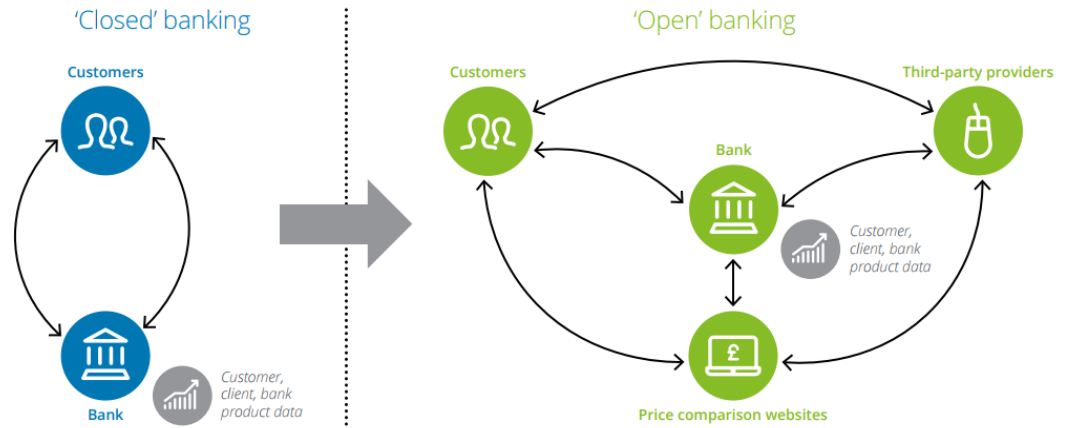 ‘Closed’ banking
Customers
Bank
Customer,
client, bank
product data
‘Open’ banking
Customers
Third-party providers
Bank
Customer,
client, bank
product data
£
Price comparison websites